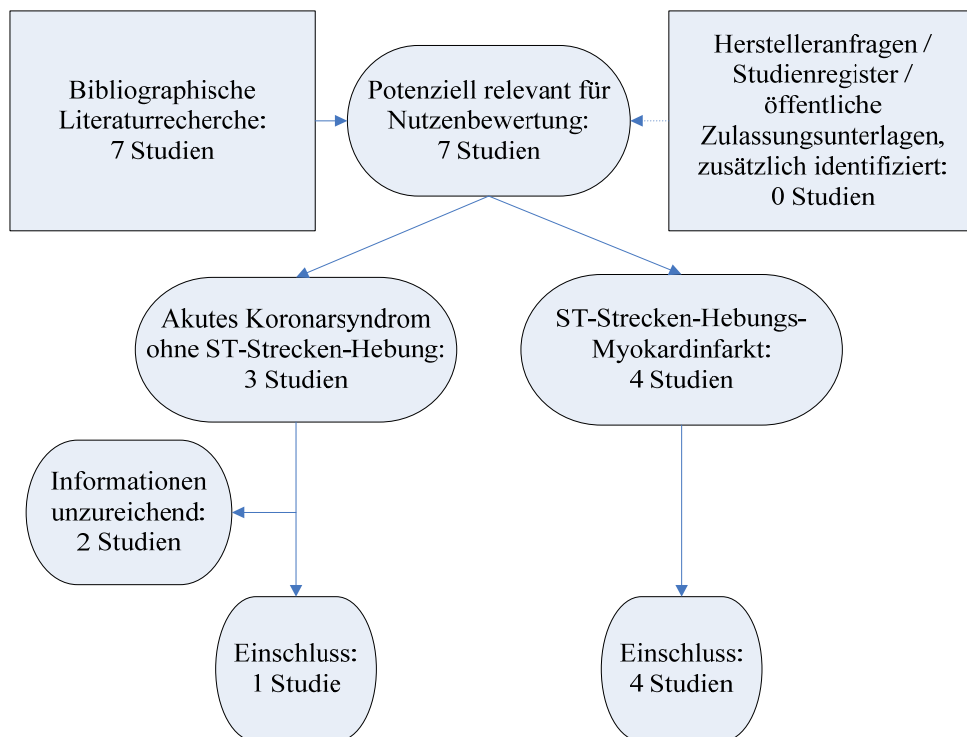 Bibliographische
Literaturrecherche:
7 Studien
Potenziell relevant für
Nutzenbewertung:
7 Studien
Herstelleranfragen /
Studienregister /
öffentliche
Zulassungsunterlagen,
zusätzlich identifiziert:
0 Studien
Akutes Koronarsyndrom
ohne ST-Strecken-Hebung:
3 Studien
ST-Strecken-Hebungs-
Myokardinfarkt:
4 Studien
Informationen
unzureichend:
2 Studien
Einschluss:
1 Studie
Einschluss:
4 Studien